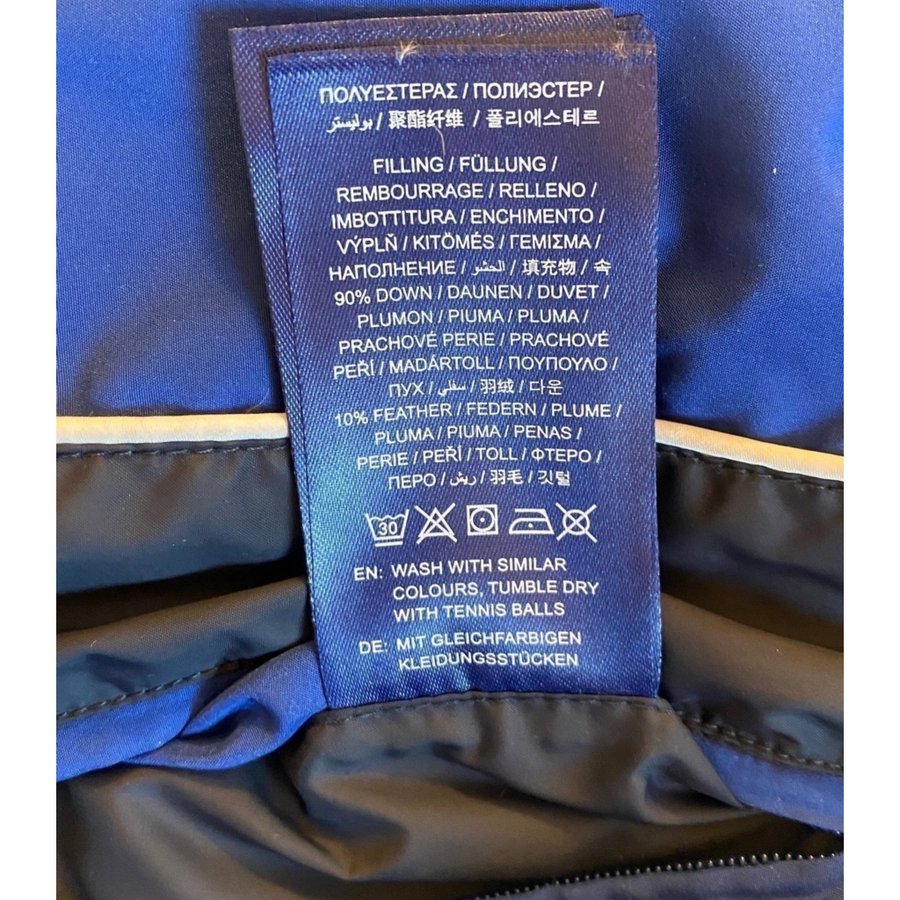 ΠΟΛΥΕΣΤΕΡΑΣ / ПОЛИЭСТЕР /
بوليستر / 聚酯纤维 / 폴리에스테르
FILLING / FÜLLUNG /
REMBOURRAGE / RELLENO /
IMBOTTITURA / ENCHIMENTO /
VÝPLŇ / KITÖMÉS / ΓΕΜΙΣΜΑ /
НАПОЛНЕНИЕ / الحشو / 填充物 / 속
90% DOWN / DAUNEN / DUVET /
PLUMON / PIUMA / PLUMA /
PRACHOVÉ PERIE / PRACHOVÉ
PEŘÍ / MADÁRTOLL / ΠΟΥΠΟΥΛΟ /
ПУХ / سفلي / 羽绒 / 다운
10% FEATHER / FEDERN / PLUME /
PLUMA / PIUMA / PENAS /
PERIE / PEŘÍ / TOLL / ΦΤΕΡΟ /
ПЕРО / ريش / 羽毛 / 깃털
30
EN: WASH WITH SIMILAR
COLOURS, TUMBLE DRY
WITH TENNIS BALLS
DE: MIT GLEICHFARBIGEN
KLEIDUNGSSTÜCKEN